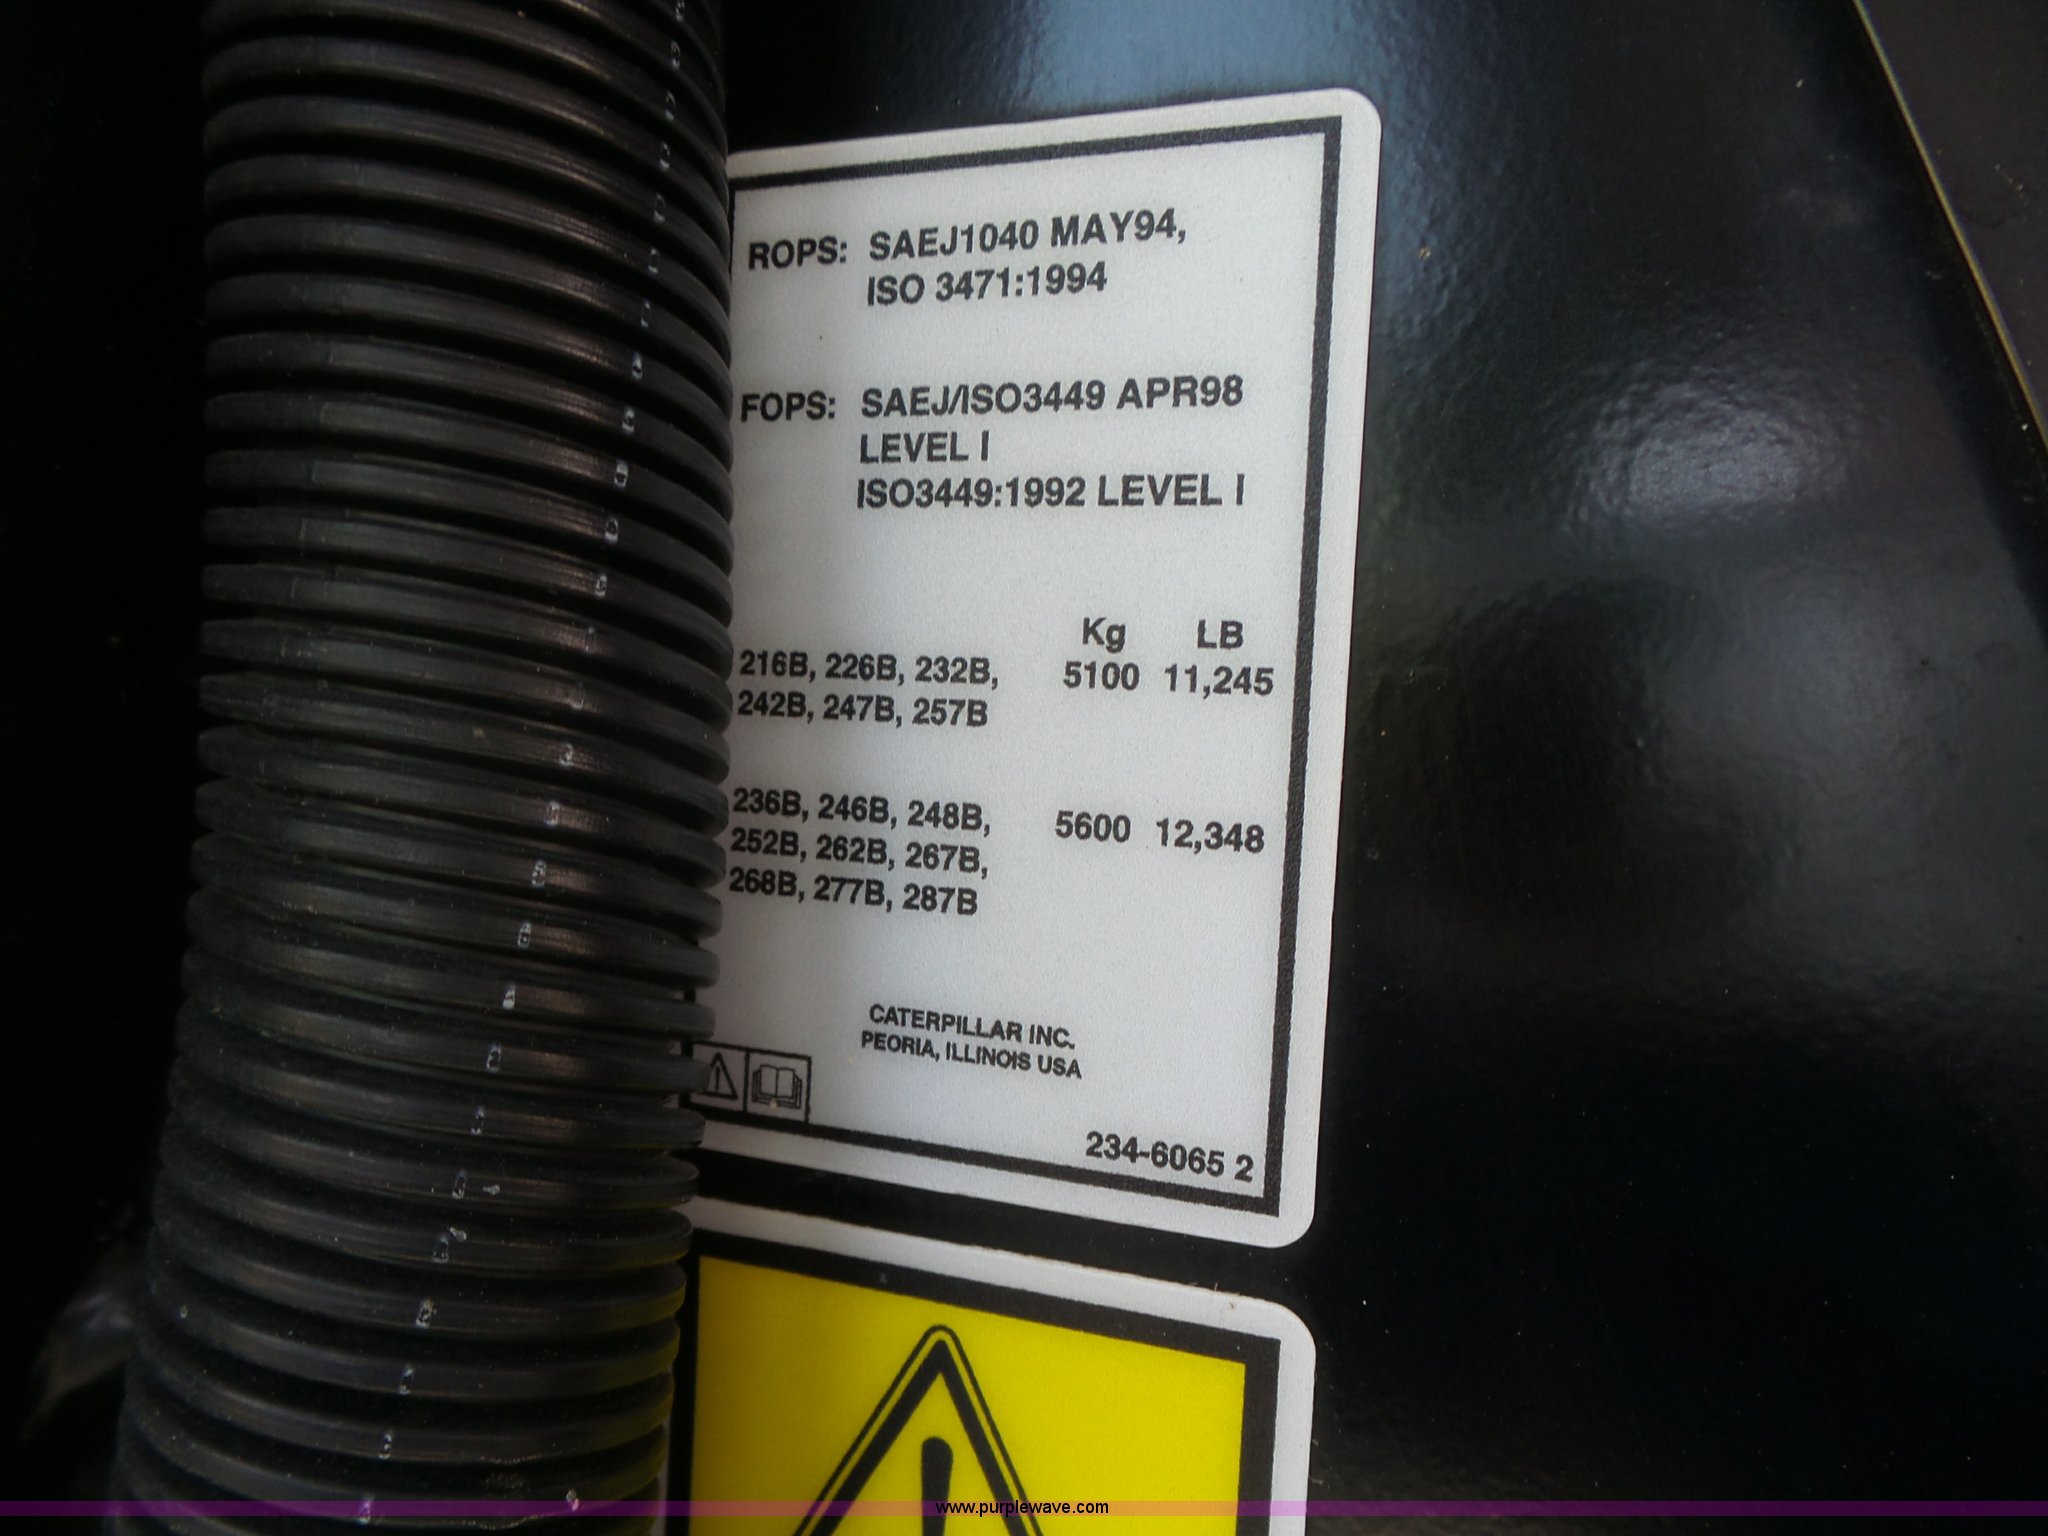 ROPS: SAEJ1040 MAY94,
ISO 3471:1994
FOPS: SAEJ/ISO3449 APR98
LEVEL I
ISO3449:1992 LEVEL I
Kg LB
216B, 226B, 232B, 5100 11,245
242B, 247B, 257B
236B, 246B, 248B, 5600 12,348
252B, 262B, 267B,
268B, 277B, 287B
CATERPILLAR INC.
PEORIA, ILLINOIS USA
234-6065 2
www.purplewave.com